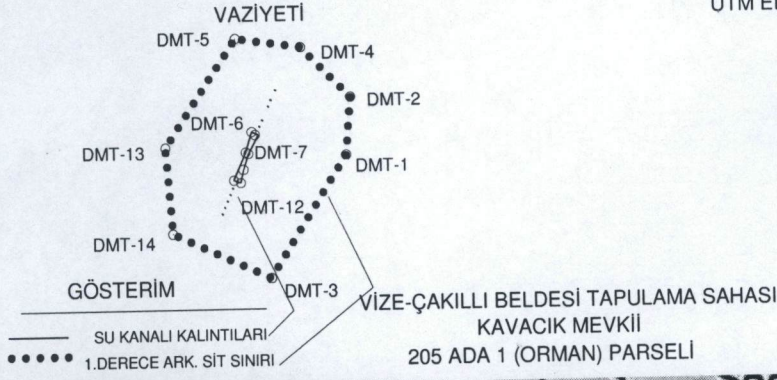 VAZİYETİ
DMT-5
DMT-4
DMT-2
DMT-6
DMT-13
DMT-7
DMT-1
DMT-12
DMT-14
DMT-3
GÖSTERİM
SU KANALI KALINTILARI
1.DERECE ARK. SİT SINIRI
VİZE-ÇAKILLI BELDESİ TAPULAMA SAHASI
KAVACIK MEVKİİ
205 ADA 1 (ORMAN) PARSELİ